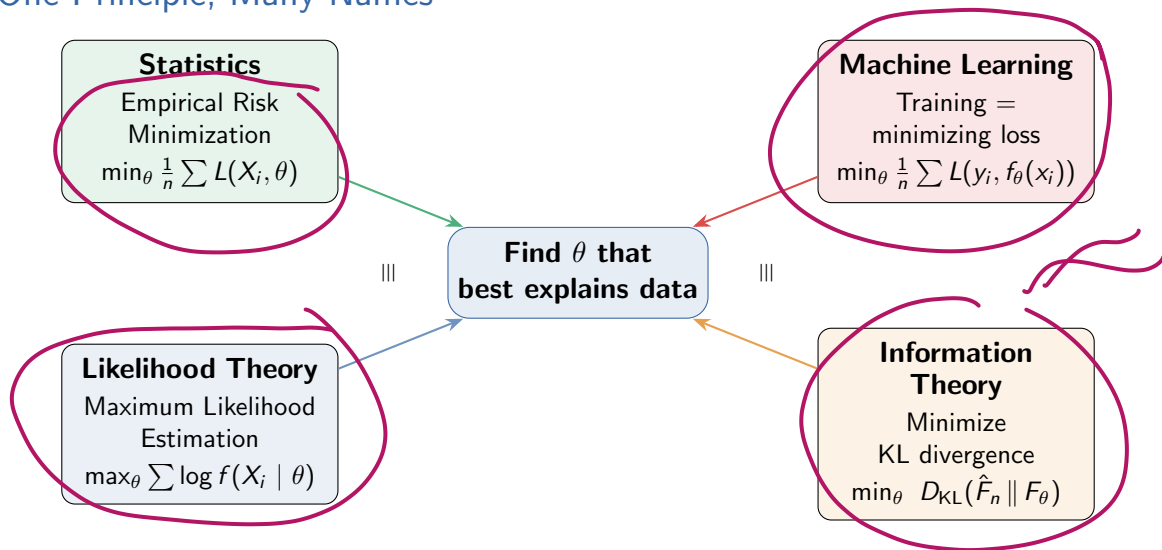 One Principle, Many Names
Statistics
Empirical Risk
Minimization
min_θ 1/n ∑ L(X_i, θ)
Machine Learning
Training =
minimizing loss
min_θ 1/n ∑ L(y_i, f_θ(x_i))
Find θ that
best explains data
≡
≡
Likelihood Theory
Maximum Likelihood
Estimation
max_θ ∑ log f(X_i | θ)
Information
Theory
Minimize
KL divergence
min_θ D_KL(F̂_n ∥ F_θ)